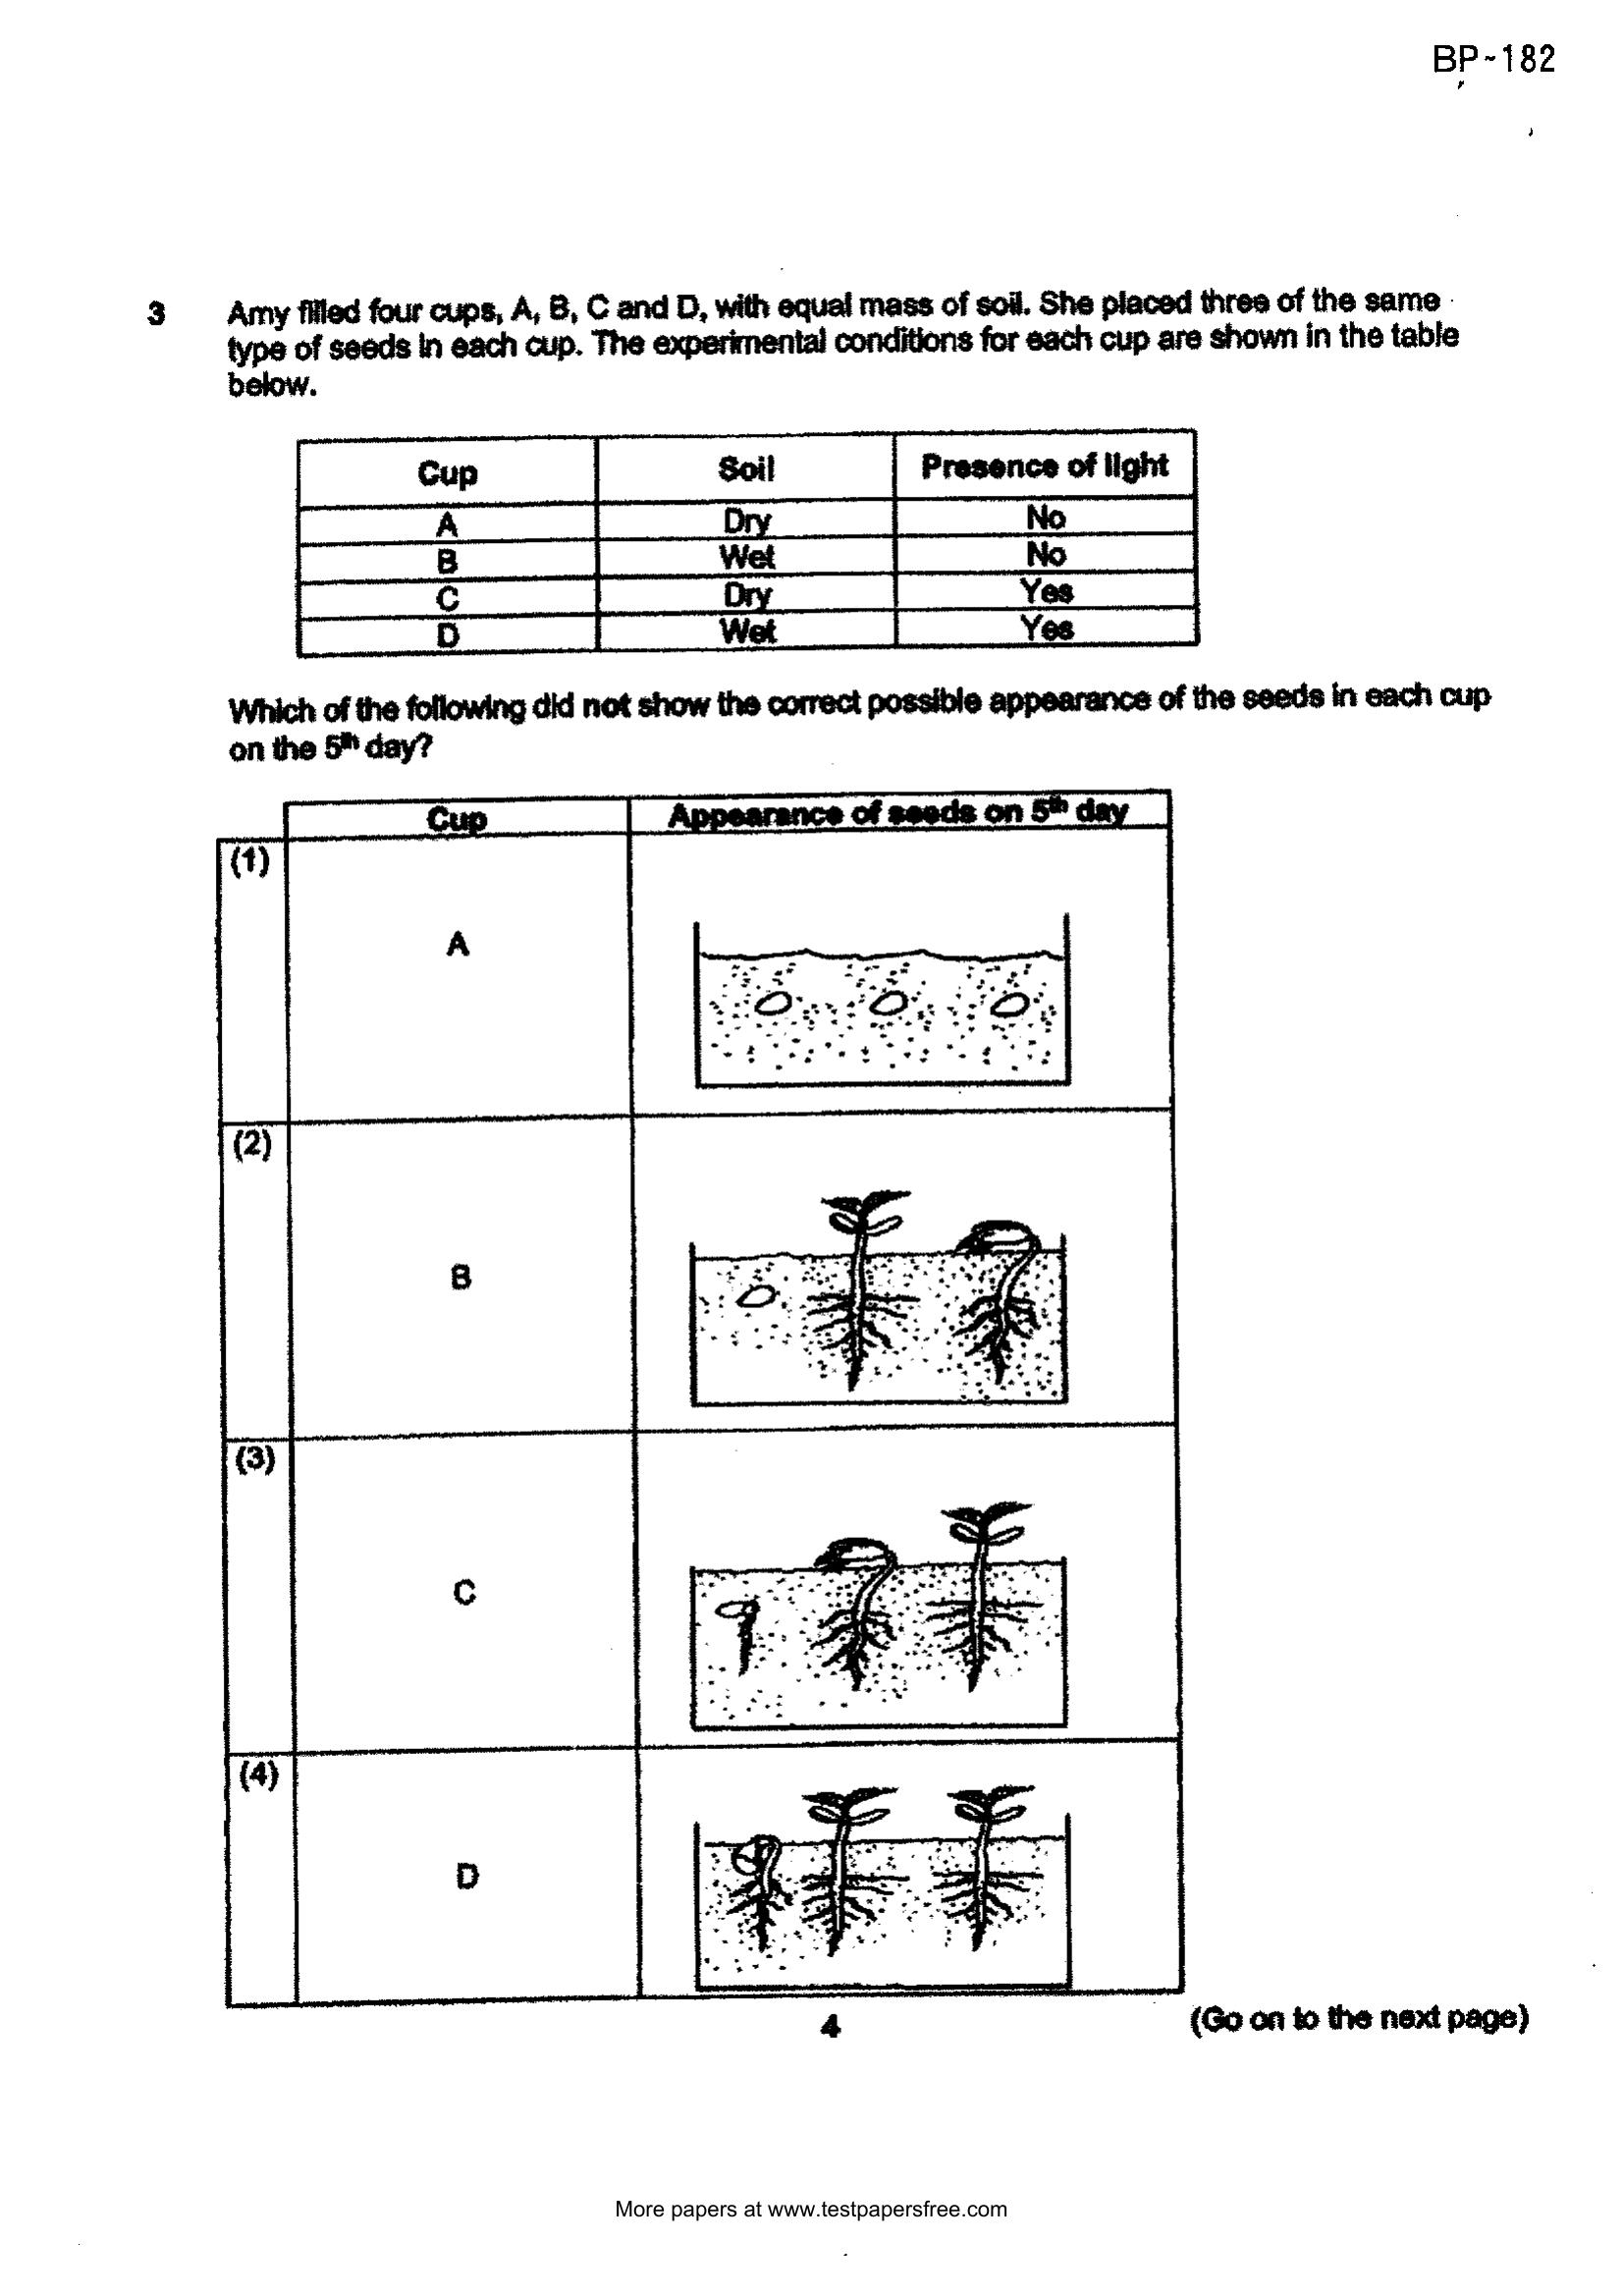 BP-182
3 Amy filled four cups, A, B, C and D, with equal mass of soil. She placed three of the same
type of seeds in each cup. The experimental conditions for each cup are shown in the table
below.
Cup Soil Presence of light
A Dry No
B Wet No
C Dry Yes
D Wet Yes
Which of the following did not show the correct possible appearance of the seeds in each cup
on the 5th day?
Cup Appearance of seeds on 5th day
(1) A
(2) B
(3) C
(4) D
4 (Go on to the next page)
More papers at www.testpapersfree.com